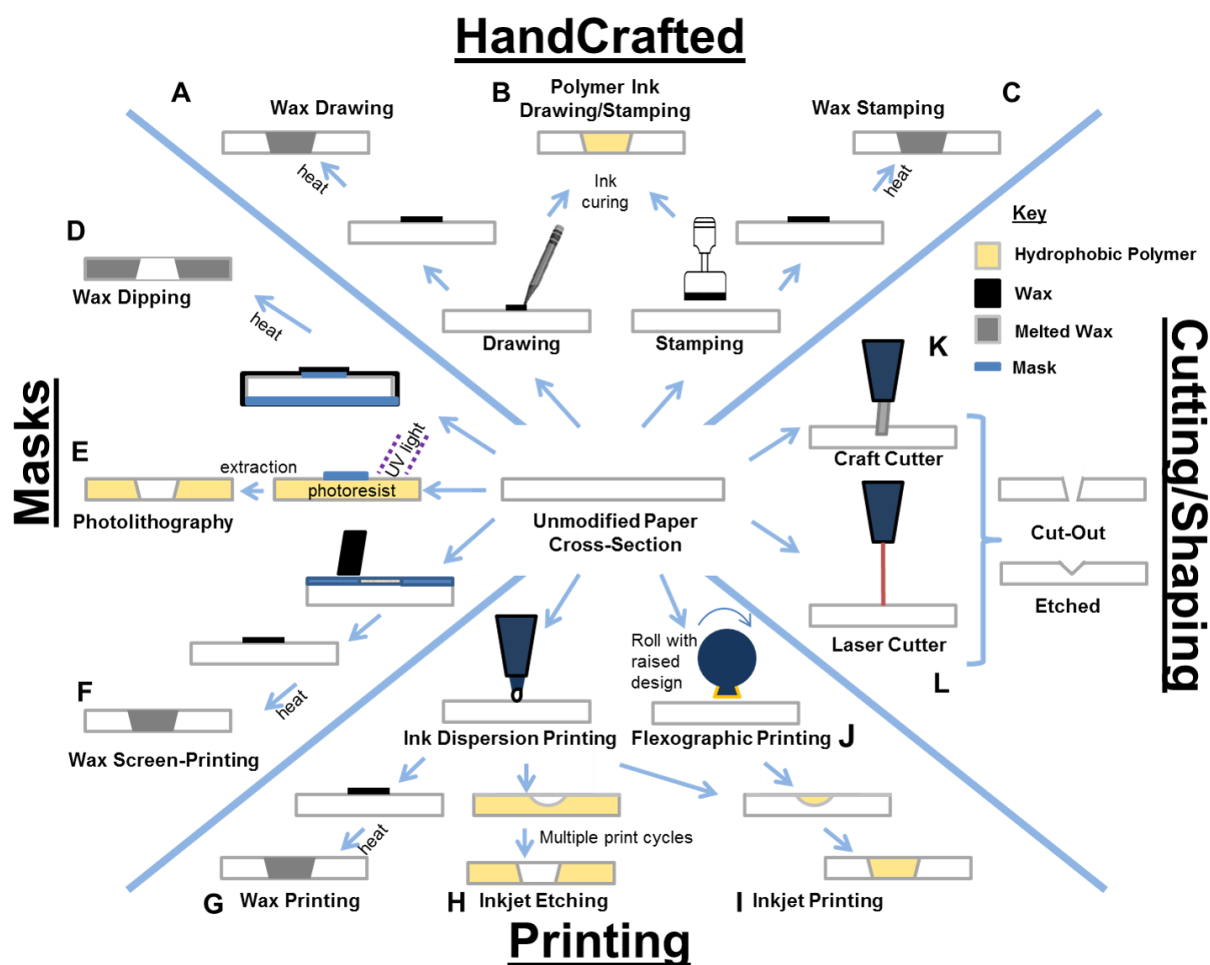 HandCrafted
A
Wax Drawing
heat
B
Polymer Ink
Drawing/Stamping
Ink
curing
Wax Stamping
C
heat
Drawing
Stamping
Key
Hydrophobic Polymer
Wax
Melted Wax
Mask
Masks
D
Wax Dipping
heat
E
extraction
UV light
photoresist
Photolithography
F
heat
Wax Screen-Printing
Unmodified Paper
Cross-Section
Cuttting/Shaping
K
Craft Cutter
Laser Cutter
L
Cut-Out
Etched
Roll with
raised
design
Ink Dispersion Printing
Flexographic Printing
J
heat
G
Wax Printing
Multiple print cycles
H
Inkjet Etching
I
Inkjet Printing
Printing